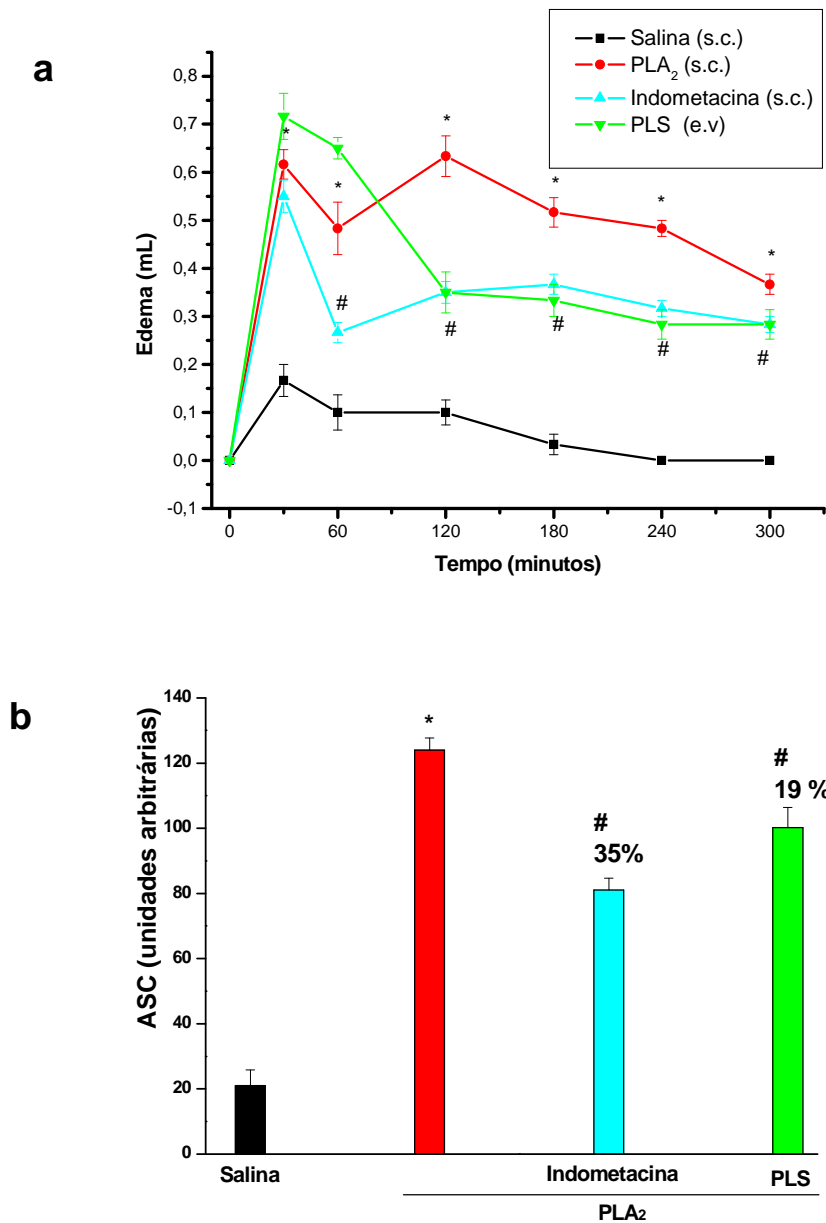 a
Salina (s.c.)
PLA2 (s.c.)
Indometacina (s.c.)
PLS (e.v)
Edema (mL)
0,8
0,7
0,6
0,5
0,4
0,3
0,2
0,1
0,0
-0,1
* * * * * *
# # # # #
0 60 120 180 240 300
Tempo (minutos)
b
ASC (unidades arbitrárias)
140
120
100
80
60
40
20
0
*
#
35%
#
19 %
Salina Indometacina PLS
PLA2